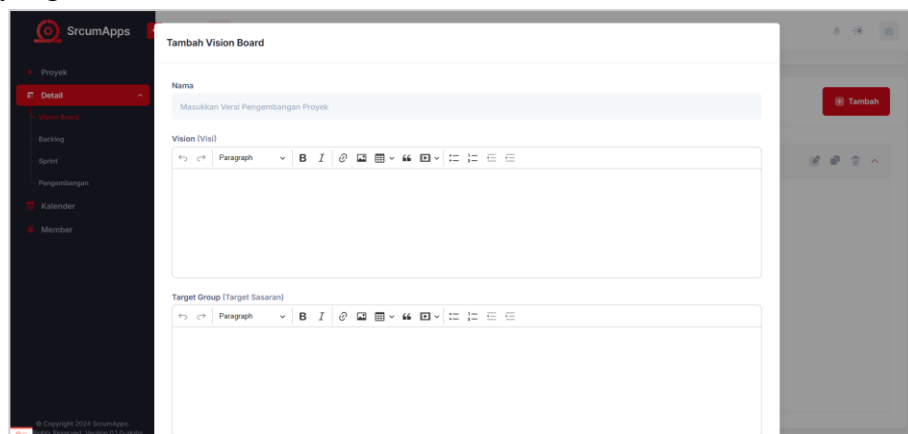 SrcumApps
Tambah Vision Board
Proyek
Detail
Vision Board
Backlog
Sprint
Pengembangan
Kalender
Member
Nama
Masukkan Versi Pengembangan Proyek
Vision (Visi)
Paragraph
Target Group (Target Sasaran)
Paragraph
Tambah
© Copyright 2024 ScrumApps.